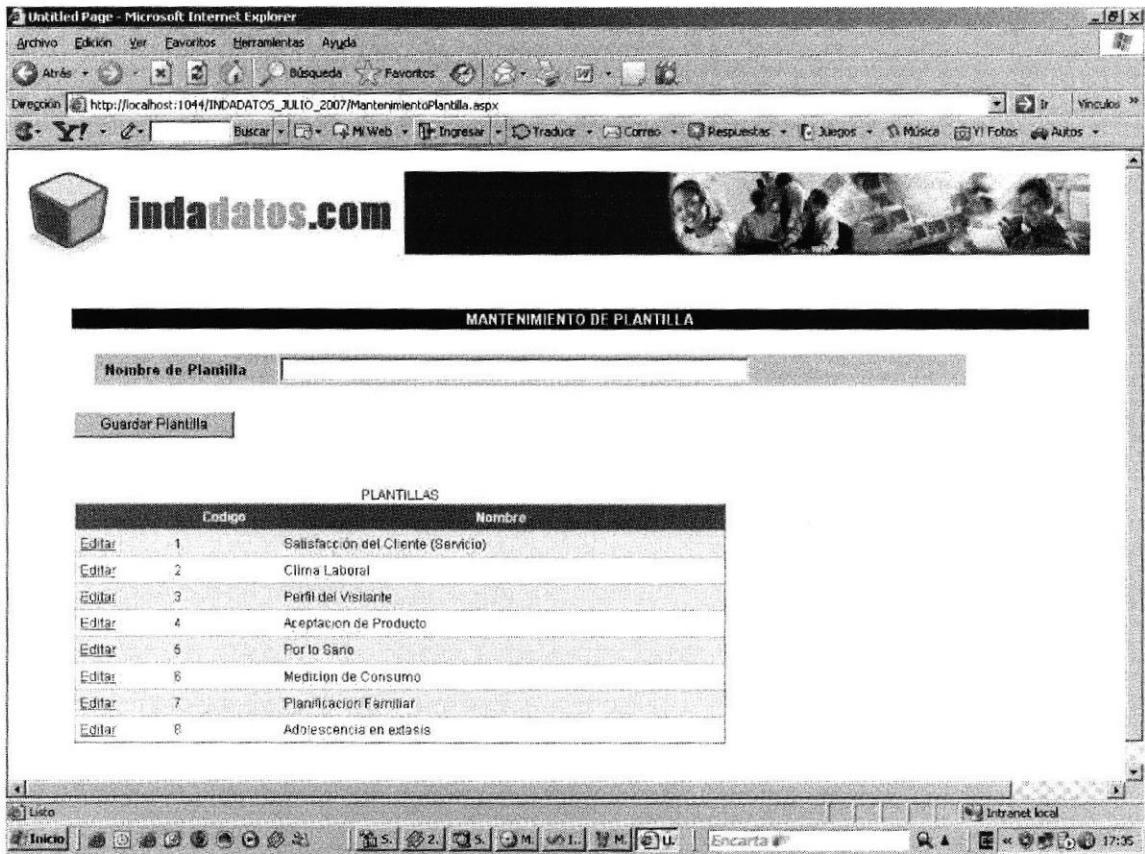 Untitled Page - Microsoft Internet Explorer
Archivo Edición Ver Favoritos Herramientas Ayuda
Atrás Búsqueda Favoritos
Dirección http://localhost:1044/INDADATOS_JULIO_2007/MantenimientoPlantilla.aspx Ir Vínculos »
Y! Buscar Mi Web Ingresar Traducir Correo Respuestas Juegos Música Y! Fotos Autos
indadatos.com
MANTENIMIENTO DE PLANTILLA
Nombre de Plantilla
Guardar Plantilla
PLANTILLAS
Codigo Nombre
Editar 1 Satisfacción del Cliente (Servicio)
Editar 2 Clima Laboral
Editar 3 Perfil del Visitante
Editar 4 Aceptacion de Producto
Editar 5 Por lo Sano
Editar 6 Medicion de Consumo
Editar 7 Planificacion Familiar
Editar 8 Adolescencia en extasis
Listo Intranet local
Inicio S. 2. S. M. I.. M. U. Encarta 17:35